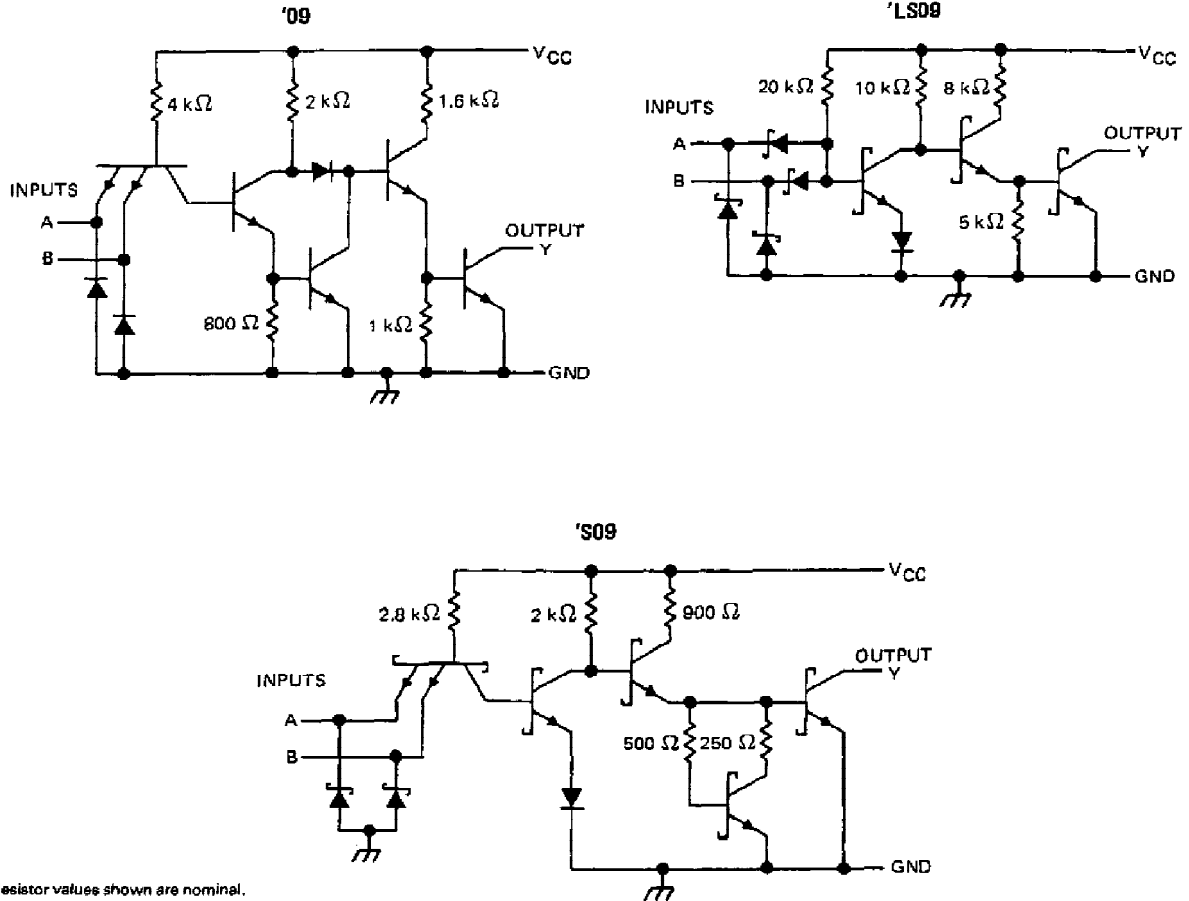 '09
VCC
4 kΩ
2 kΩ
1.6 kΩ
INPUTS
A
B
OUTPUT
Y
800 Ω
1 kΩ
GND
'LS09
VCC
20 kΩ
10 kΩ
8 kΩ
INPUTS
A
B
OUTPUT
Y
5 kΩ
GND
'S09
VCC
2.8 kΩ
2 kΩ
900 Ω
INPUTS
A
B
OUTPUT
Y
500 Ω
250 Ω
GND
esistor values shown are nominal.